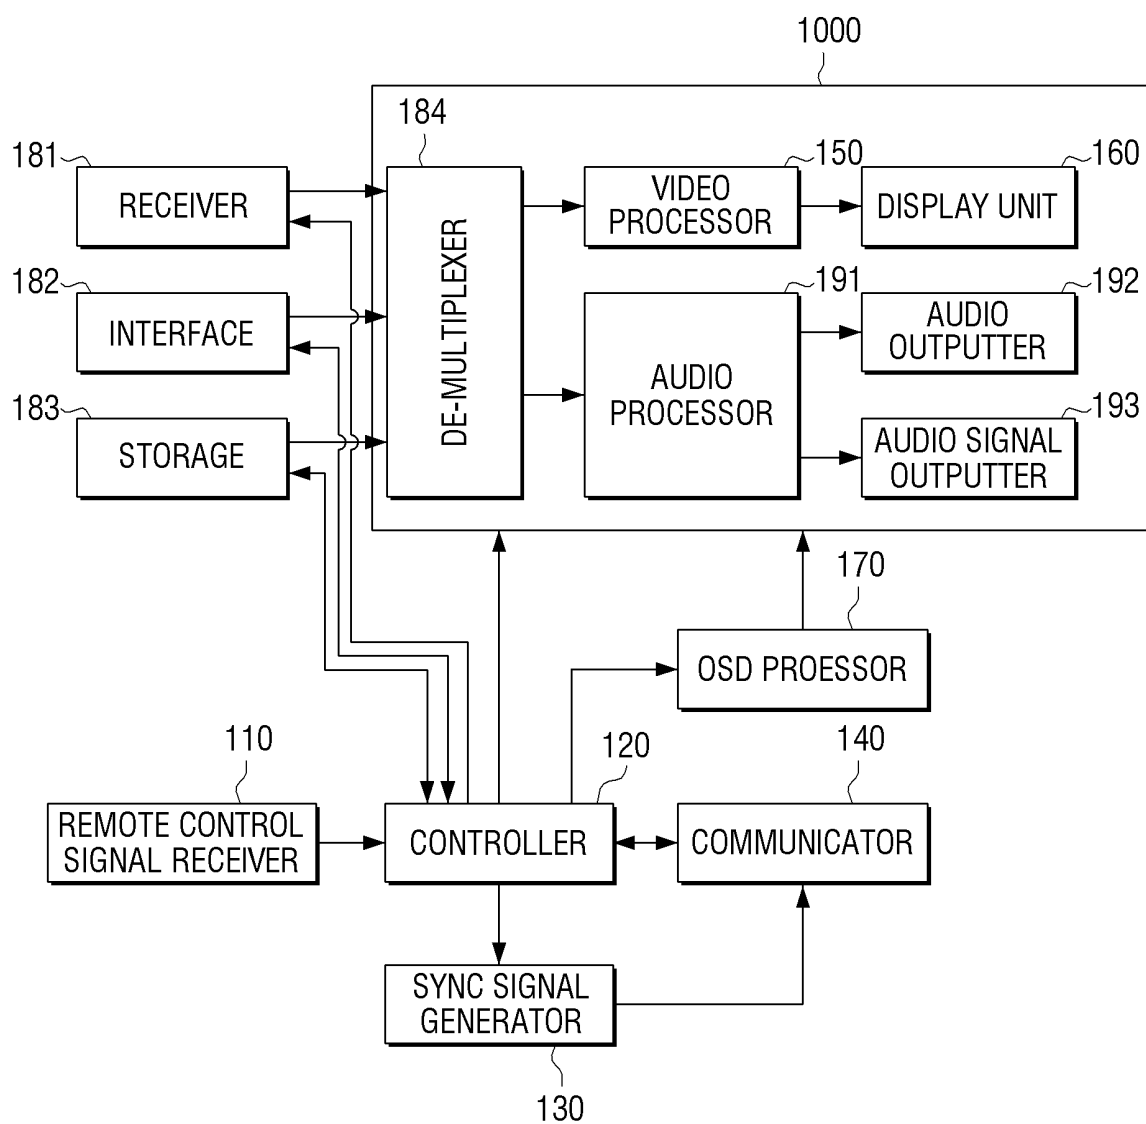 1000
184
181
RECEIVER
150
VIDEO
PROCESSOR
160
DISPLAY UNIT
DE-MULTIPLEXER
182
INTERFACE
191
AUDIO
PROCESSOR
192
AUDIO
OUTPUTTER
183
STORAGE
193
AUDIO SIGNAL
OUTPUTTER
170
OSD PROESSOR
110
REMOTE CONTROL
SIGNAL RECEIVER
120
CONTROLLER
140
COMMUNICATOR
SYNC SIGNAL
GENERATOR
130